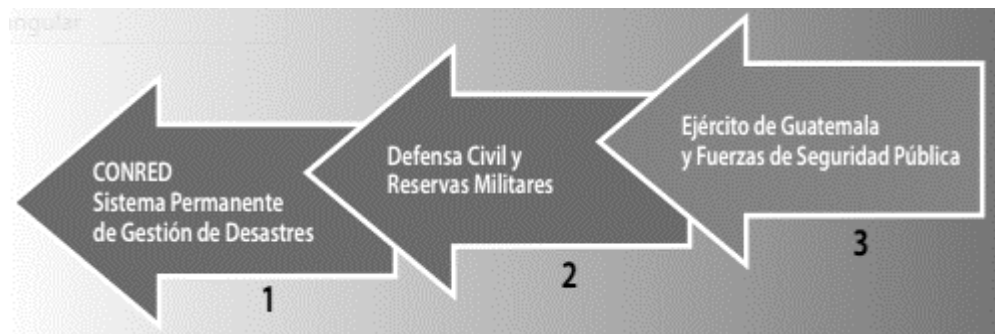 angular
CONRED
Sistema Permanente
de Gestión de Desastres
1
Defensa Civil y
Reservas Militares
2
Ejército de Guatemala
y Fuerzas de Seguridad Pública
3